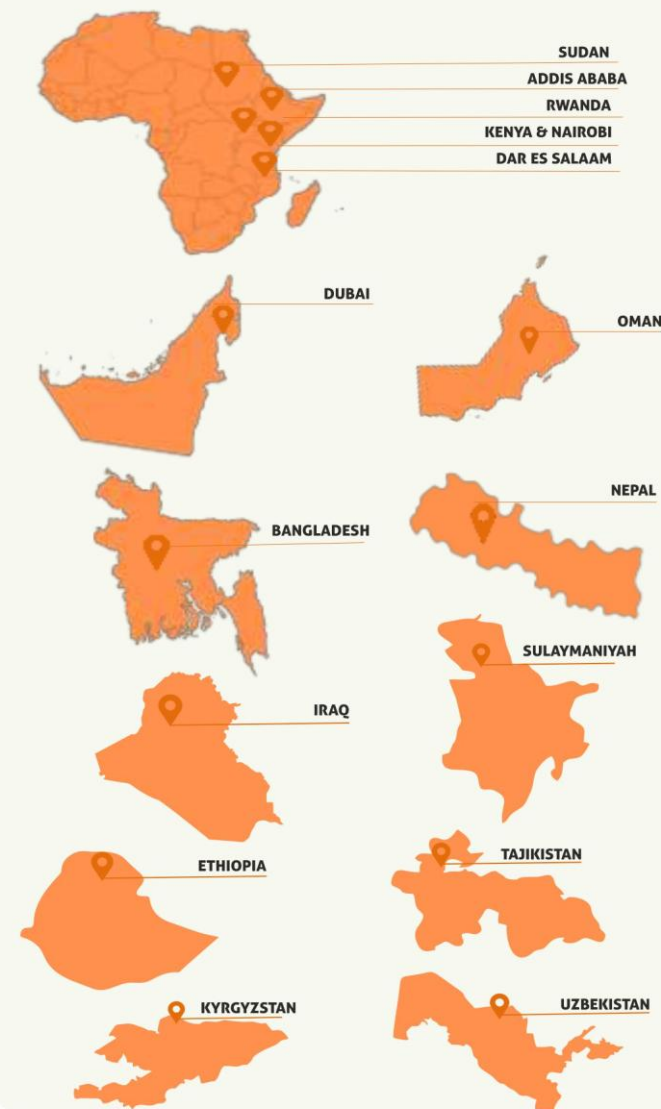 SUDAN
ADDIS ABABA
RWANDA
KENYA & NAIROBI
DAR ES SALAAM
DUBAI
OMAN
BANGLADESH
NEPAL
IRAQ
SULAYMANIYAH
ETHIOPIA
TAJIKISTAN
KYRGYZSTAN
UZBEKISTAN